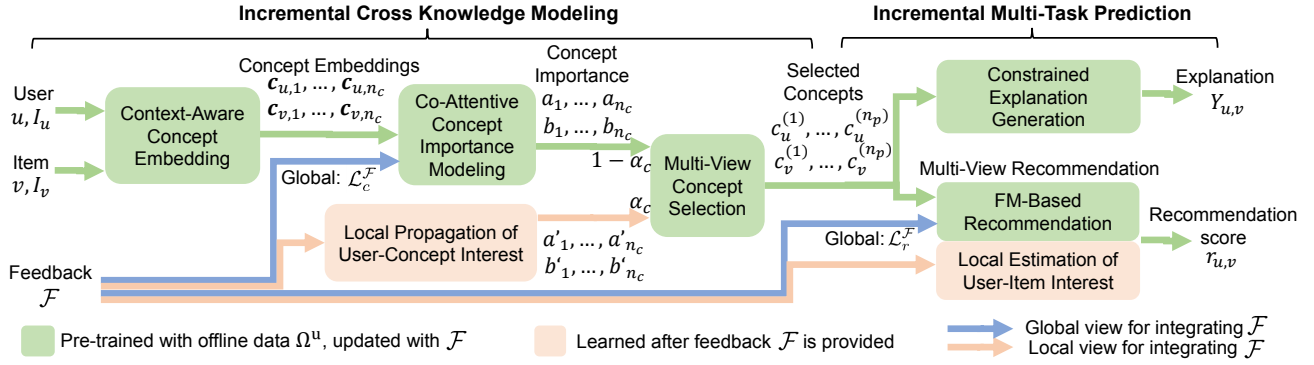 Incremental Cross Knowledge Modeling
Incremental Multi-Task Prediction
User
u, I_u
Item
v, I_v
Context-Aware
Concept
Embedding
Concept Embeddings
c_{u,1}, …, c_{u,n_c}
c_{v,1}, …, c_{v,n_c}
Co-Attentive
Concept
Importance
Modeling
Concept
Importance
a_1, …, a_{n_c}
b_1, …, b_{n_c}
1 − α_c
Global: ℒ_c^ℱ
Local Propagation of
User-Concept Interest
α_c
a'_1, …, a'_{n_c}
b'_1, …, b'_{n_c}
Multi-View
Concept
Selection
Selected
Concepts
c_u^{(1)}, …, c_u^{(n_p)}
c_v^{(1)}, …, c_v^{(n_p)}
Constrained
Explanation
Generation
Explanation
Y_{u,v}
Multi-View Recommendation
FM-Based
Recommendation
Global: ℒ_r^ℱ
Local Estimation of
User-Item Interest
Recommendation
score
r_{u,v}
Feedback
ℱ
Pre-trained with offline data Ω^u, updated with ℱ
Learned after feedback ℱ is provided
Global view for integrating ℱ
Local view for integrating ℱ